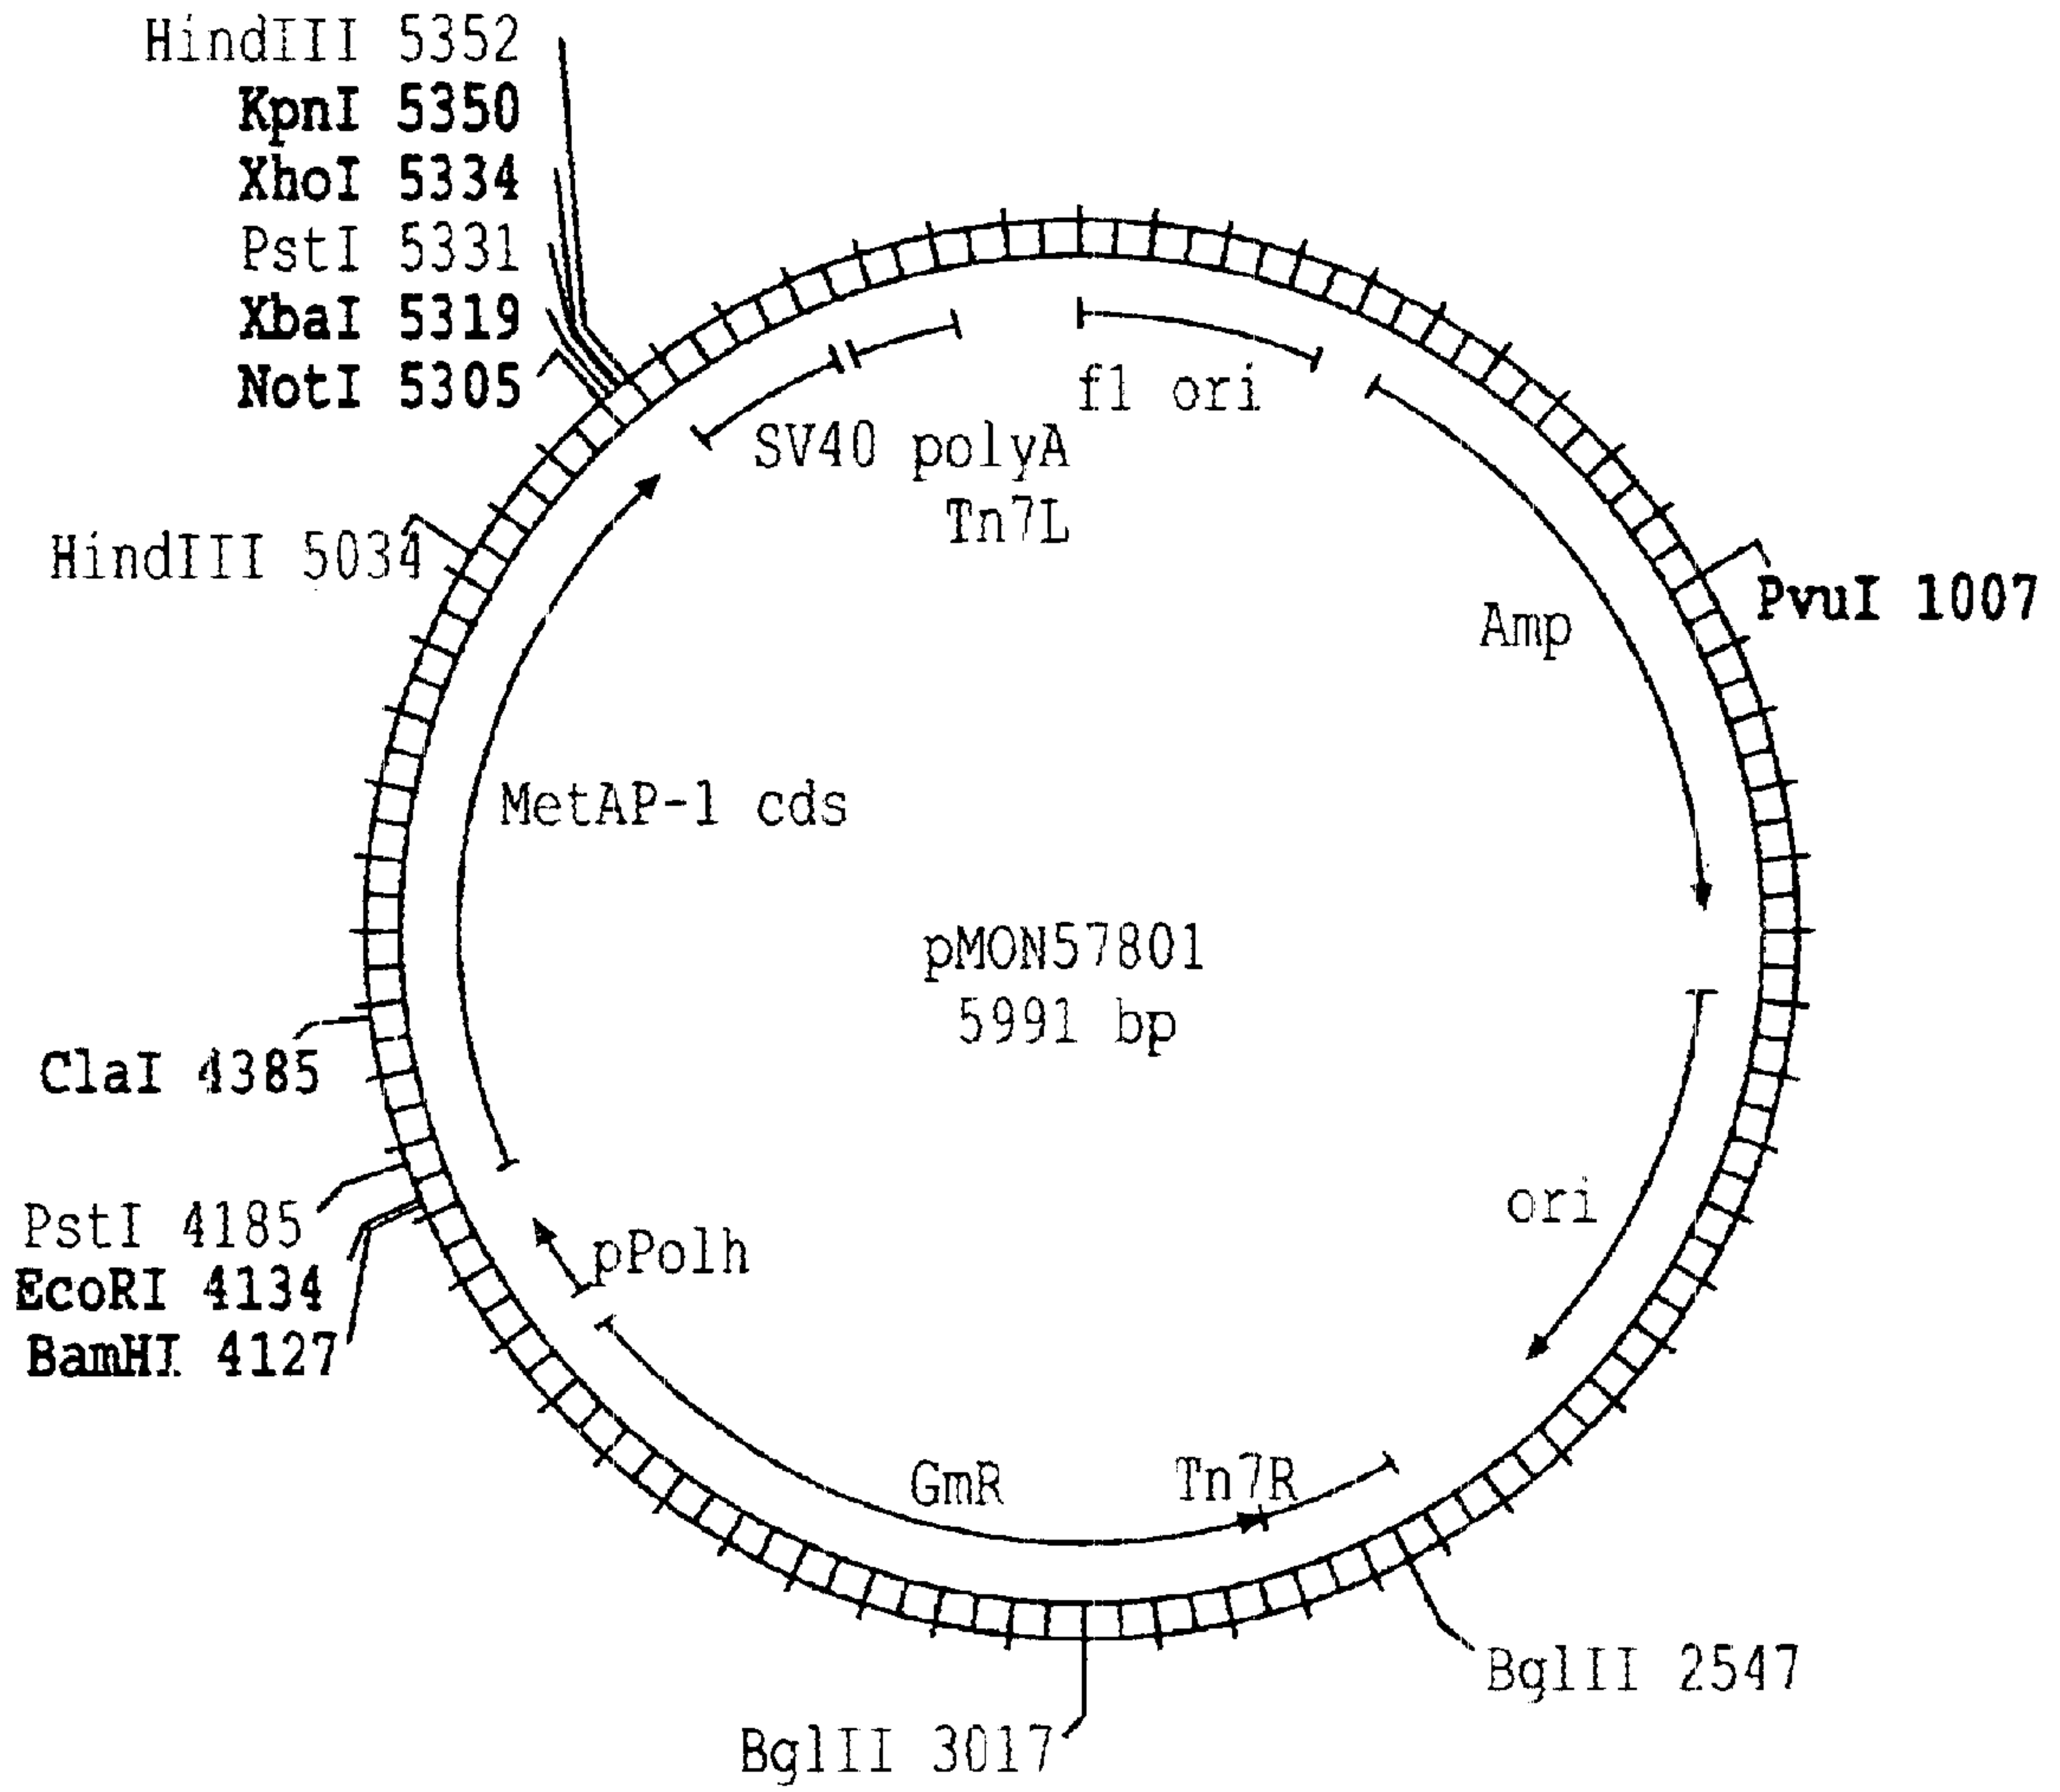 HindIII 5352
KpnI 5350
XhoI 5334
PstI 5331
XbaI 5319
NotI 5305
f1 ori
SV40 polyA
Tn7L
HindIII 5034
PvuI 1007
Amp
MetAP-1 cds
pMON57801
5991 bp
ClaI 4385
PstI 4185
EcoRI 4134
BamHI 4127
ori
pPolh
GmR
Tn7R
BglII 2547
BglII 3017